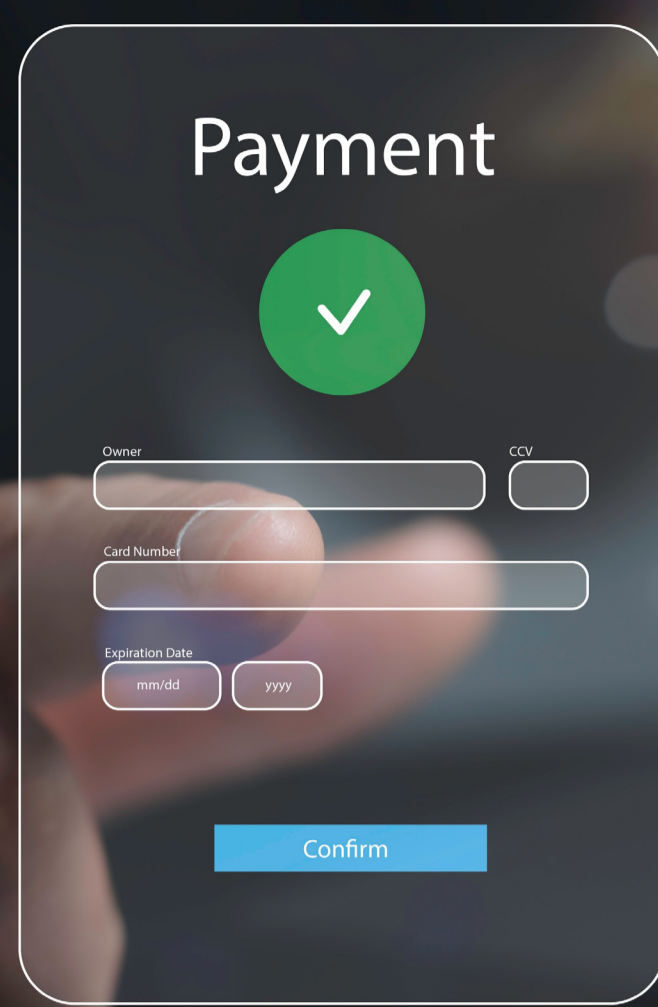 Payment
Owner CCV
Card Number
Expiration Date
mm/dd yyyy
Confirm